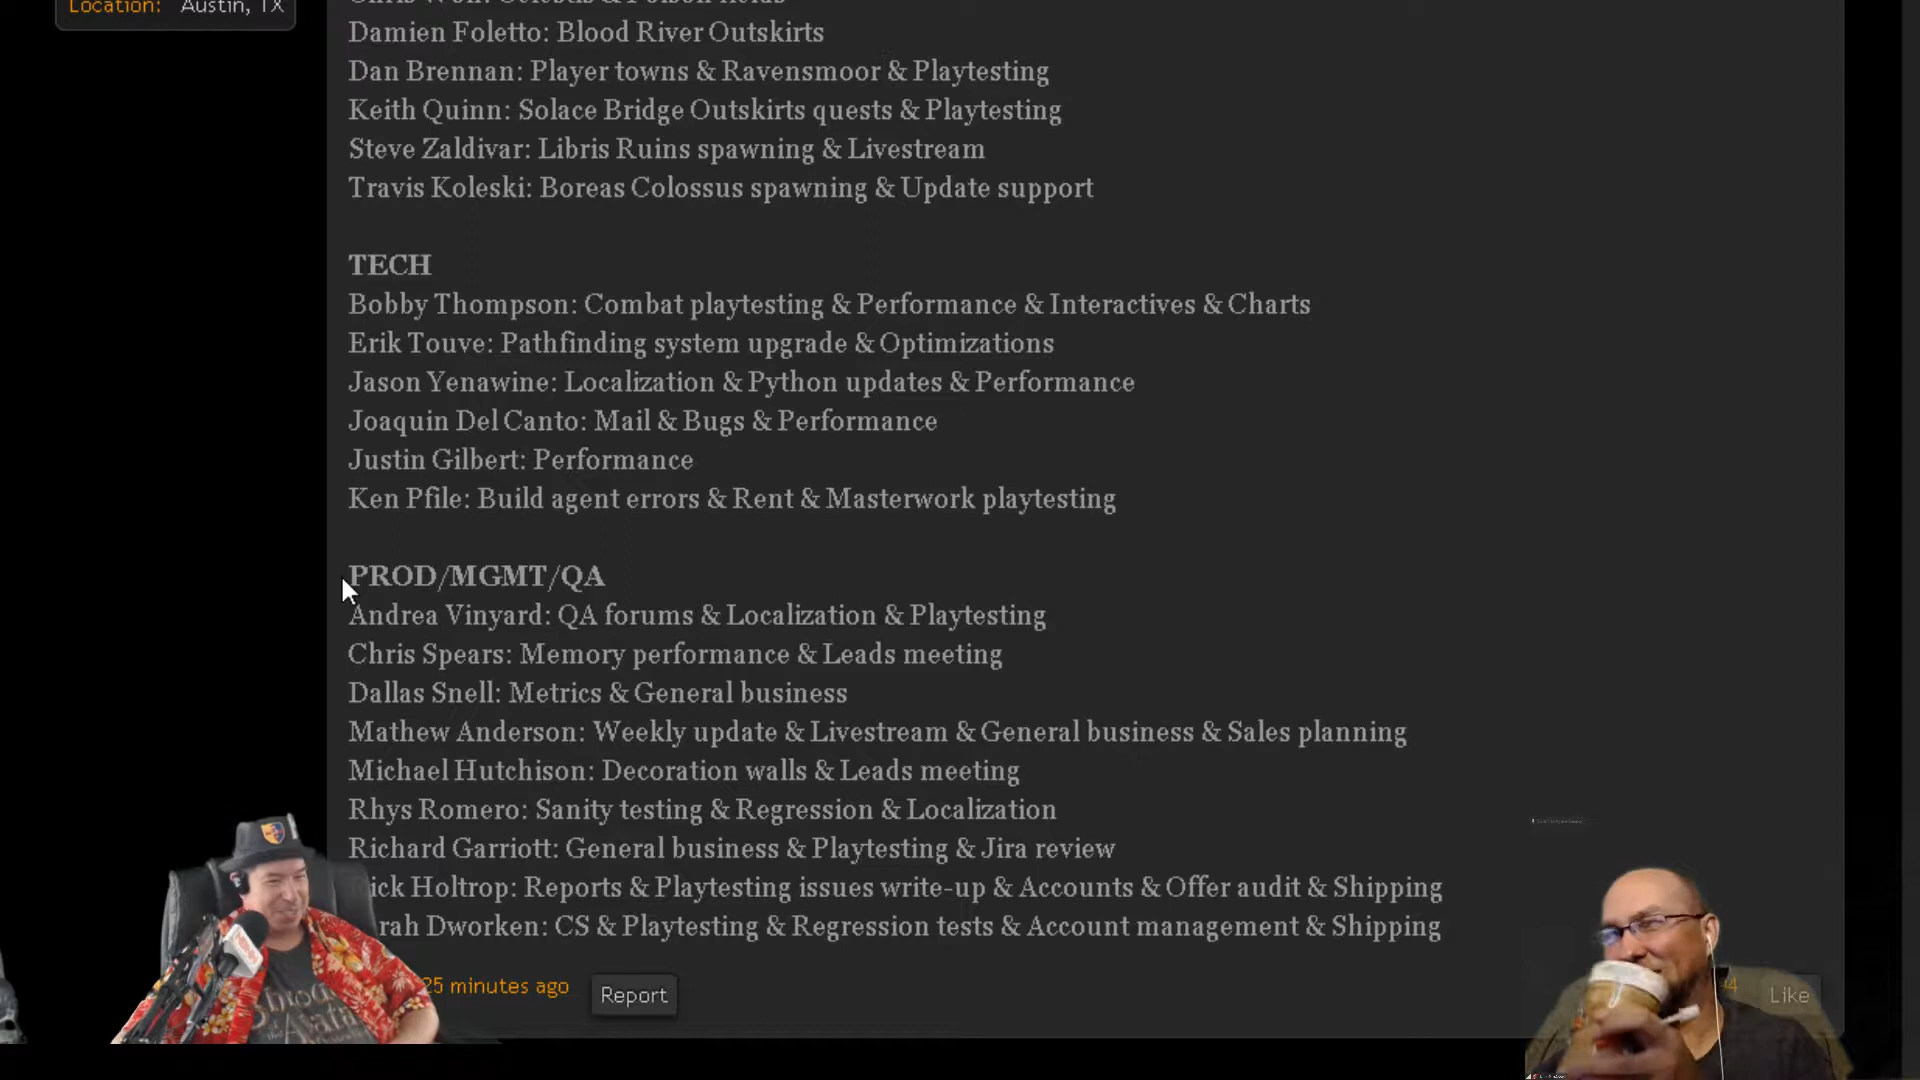 Location: Austin, TX
Damien Foletto: Blood River Outskirts
Dan Brennan: Player towns & Ravensmoor & Playtesting
Keith Quinn: Solace Bridge Outskirts quests & Playtesting
Steve Zaldivar: Libris Ruins spawning & Livestream
Travis Koleski: Boreas Colossus spawning & Update support
TECH
Bobby Thompson: Combat playtesting & Performance & Interactives & Charts
Erik Touve: Pathfinding system upgrade & Optimizations
Jason Yenawine: Localization & Python updates & Performance
Joaquin Del Canto: Mail & Bugs & Performance
Justin Gilbert: Performance
Ken Pfile: Build agent errors & Rent & Masterwork playtesting
PROD/MGMT/QA
Andrea Vinyard: QA forums & Localization & Playtesting
Chris Spears: Memory performance & Leads meeting
Dallas Snell: Metrics & General business
Mathew Anderson: Weekly update & Livestream & General business & Sales planning
Michael Hutchison: Decoration walls & Leads meeting
Rhys Romero: Sanity testing & Regression & Localization
Richard Garriott: General business & Playtesting & Jira review
ick Holtrop: Reports & Playtesting issues write-up & Accounts & Offer audit & Shipping
rah Dworken: CS & Playtesting & Regression tests & Account management & Shipping
25 minutes ago Report Like